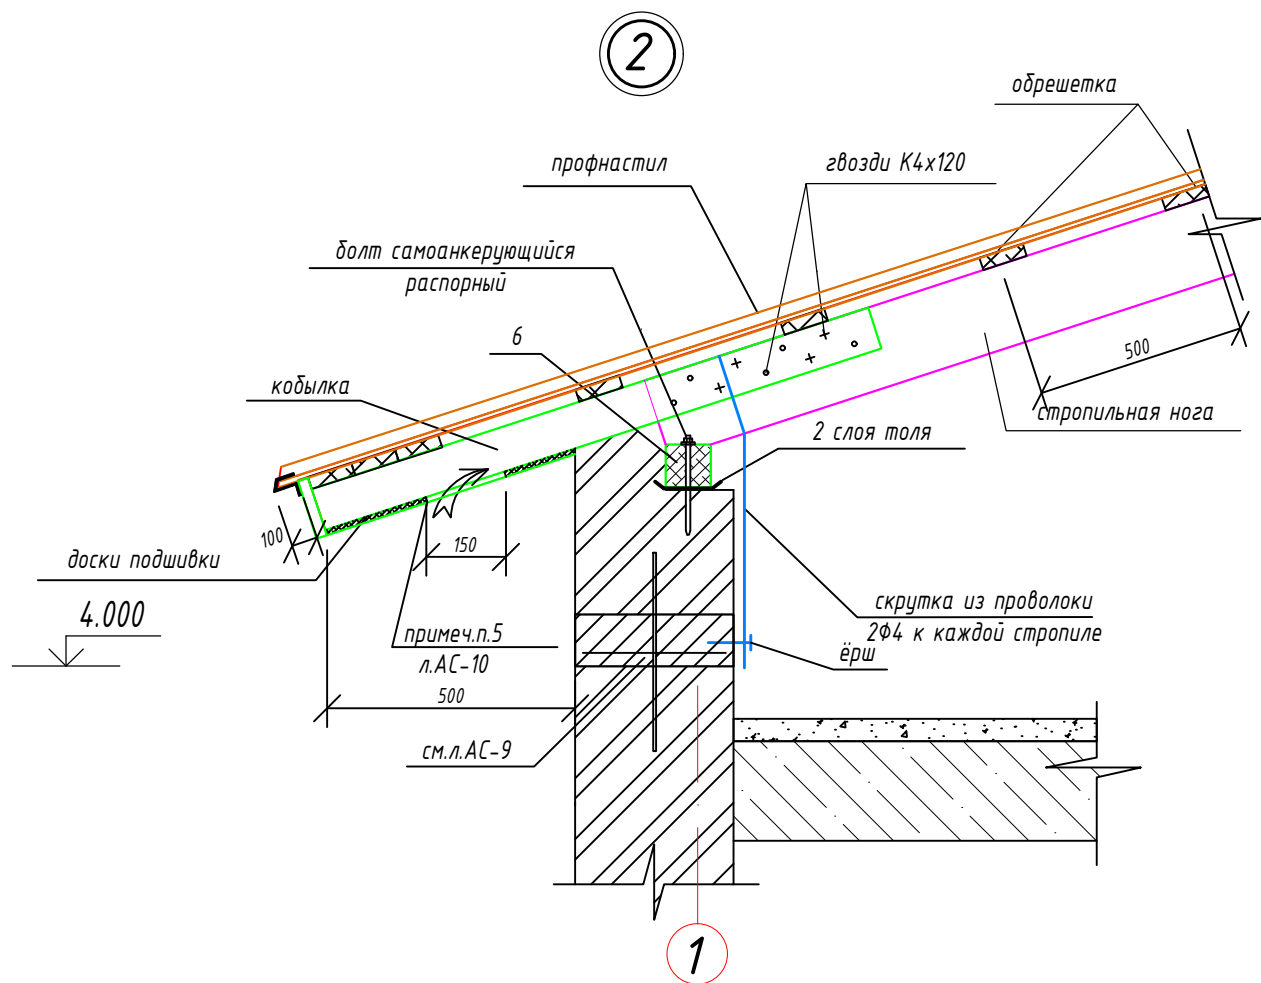 2
обрешетка
профнастил
гвозди К4х120
болт самоанкерующийся
распорный
6
500
кобылка
стропильная нога
2 слоя толя
100
150
доски подшивки
4.000
скрутка из проволоки
2Ф4 к каждой стропиле
примеч.п.5
л.АС-10
ёрш
500
см.л.АС-9
1